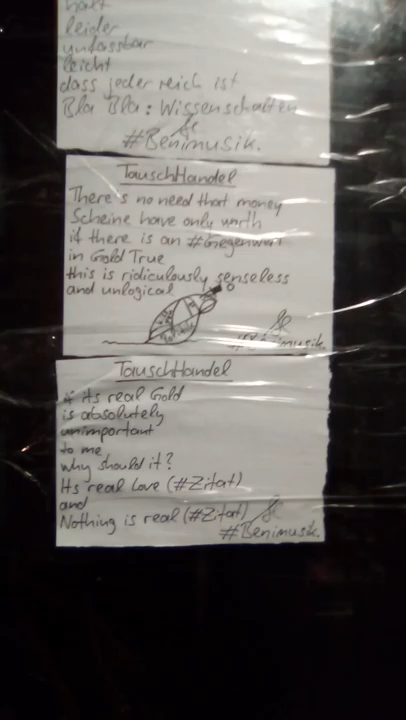 halt
leider
unfassbar
leicht
dass jeder reich ist
Bla Bla: Wissenschaften
#Benimusik.
TauschHandel
There's no need that money
Scheine have only worth
if there is an #Gegenwert
in Gold True
this is ridiculously senseless
and unlogical
#Benimusik.
TauschHandel
if its real Gold
is absolutely
unimportant
to me,
why should it?
Its real Love (#Zitat)
and
Nothing is real (#Zitat)
#Benimusik.